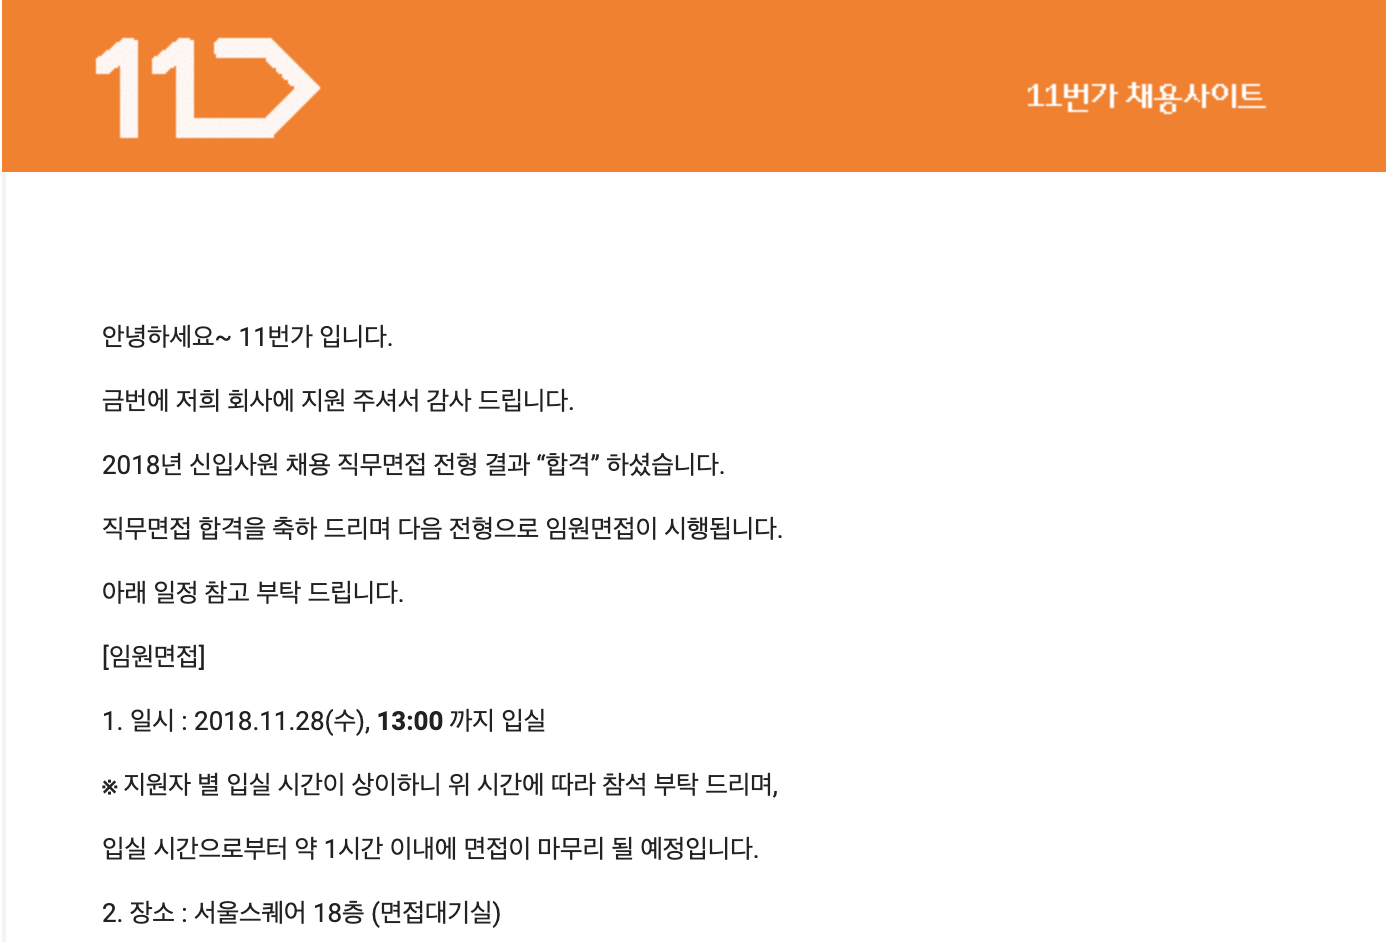 11
11번가 채용사이트
안녕하세요~ 11번가 입니다.
금번에 저희 회사에 지원 주셔서 감사 드립니다.
2018년 신입사원 채용 직무면접 전형 결과 “합격” 하셨습니다.
직무면접 합격을 축하 드리며 다음 전형으로 임원면접이 시행됩니다.
아래 일정 참고 부탁 드립니다.
[임원면접]
1. 일시 : 2018.11.28(수), 13:00 까지 입실
※ 지원자 별 입실 시간이 상이하니 위 시간에 따라 참석 부탁 드리며,
입실 시간으로부터 약 1시간 이내에 면접이 마무리 될 예정입니다.
2. 장소 : 서울스퀘어 18층 (면접대기실)